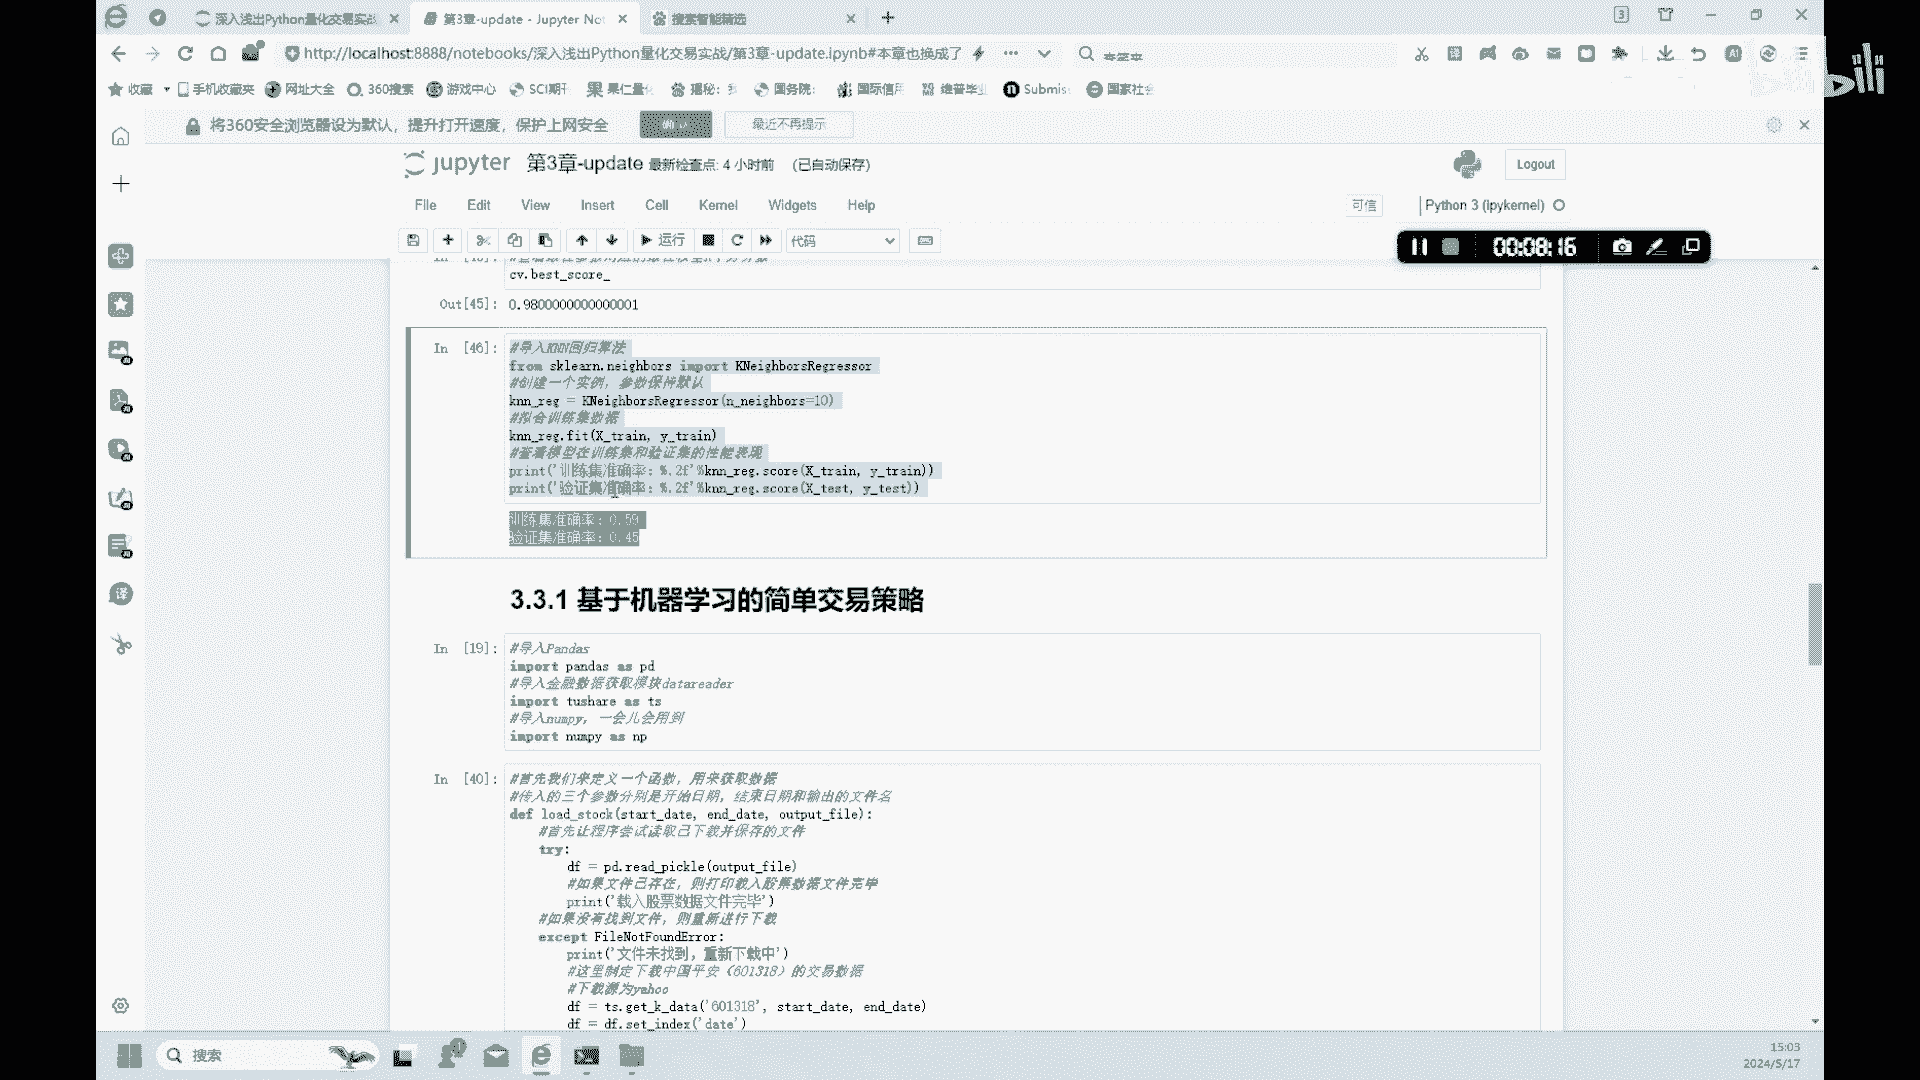 深入浅出Python量化交易实战
第3章-update - Jupyter Not
搜索智能精选
3
http://localhost:8888/notebooks/深入浅出Python量化交易实战/第3章-update.ipynb#本章也换成了
bili
收藏 手机收藏夹 网址大全 360搜索 游戏中心 SCI期刊 果仁量化 揭秘: 国务院: 国际信用 维普毕业 Submis 国家社会
将360安全浏览器设为默认，提升打开速度，保护上网安全 最近不再提示
jupyter 第3章-update 最新检查点: 4 小时前 (已自动保存) Logout
File Edit View Insert Cell Kernel Widgets Help 可信 Python 3 (ipykernel)
运行 代码 00:08:16
cv.best_score_
Out[45]: 0.9800000000000001
In [46]: #导入KNN回归算法
from sklearn.neighbors import KNeighborsRegressor
#创建一个实例，参数保持默认
knn_reg = KNeighborsRegressor(n_neighbors=10)
#拟合训练集数据
knn_reg.fit(X_train, y_train)
#查看模型在训练集和验证集的性能表现
print('训练集准确率: %.2f'%knn_reg.score(X_train, y_train))
print('验证集准确率: %.2f'%knn_reg.score(X_test, y_test))
训练集准确率: 0.59
验证集准确率: 0.45
3.3.1 基于机器学习的简单交易策略
In [19]: #导入Pandas
import pandas as pd
#导入金融数据获取模块datareader
import tushare as ts
#导入numpy, 一会儿会用到
import numpy as np
In [40]: #首先我们来定义一个函数，用来获取数据
#传入的三个参数分别是开始日期，结束日期和输出的文件名
def load_stock(start_date, end_date, output_file):
#首先让程序尝试读取已下载并保存的文件
try:
df = pd.read_pickle(output_file)
#如果文件已存在，则打印载入股票数据文件完毕
print('载入股票数据文件完毕')
#如果没有找到文件，则重新进行下载
except FileNotFoundError:
print('文件未找到，重新下载中')
#这里制定下载中国平安（601318）的交易数据
#下载源为yahoo
df = ts.get_k_data('601318', start_date, end_date)
df = df.set_index('date')
搜索
1
15:03
2024/5/17